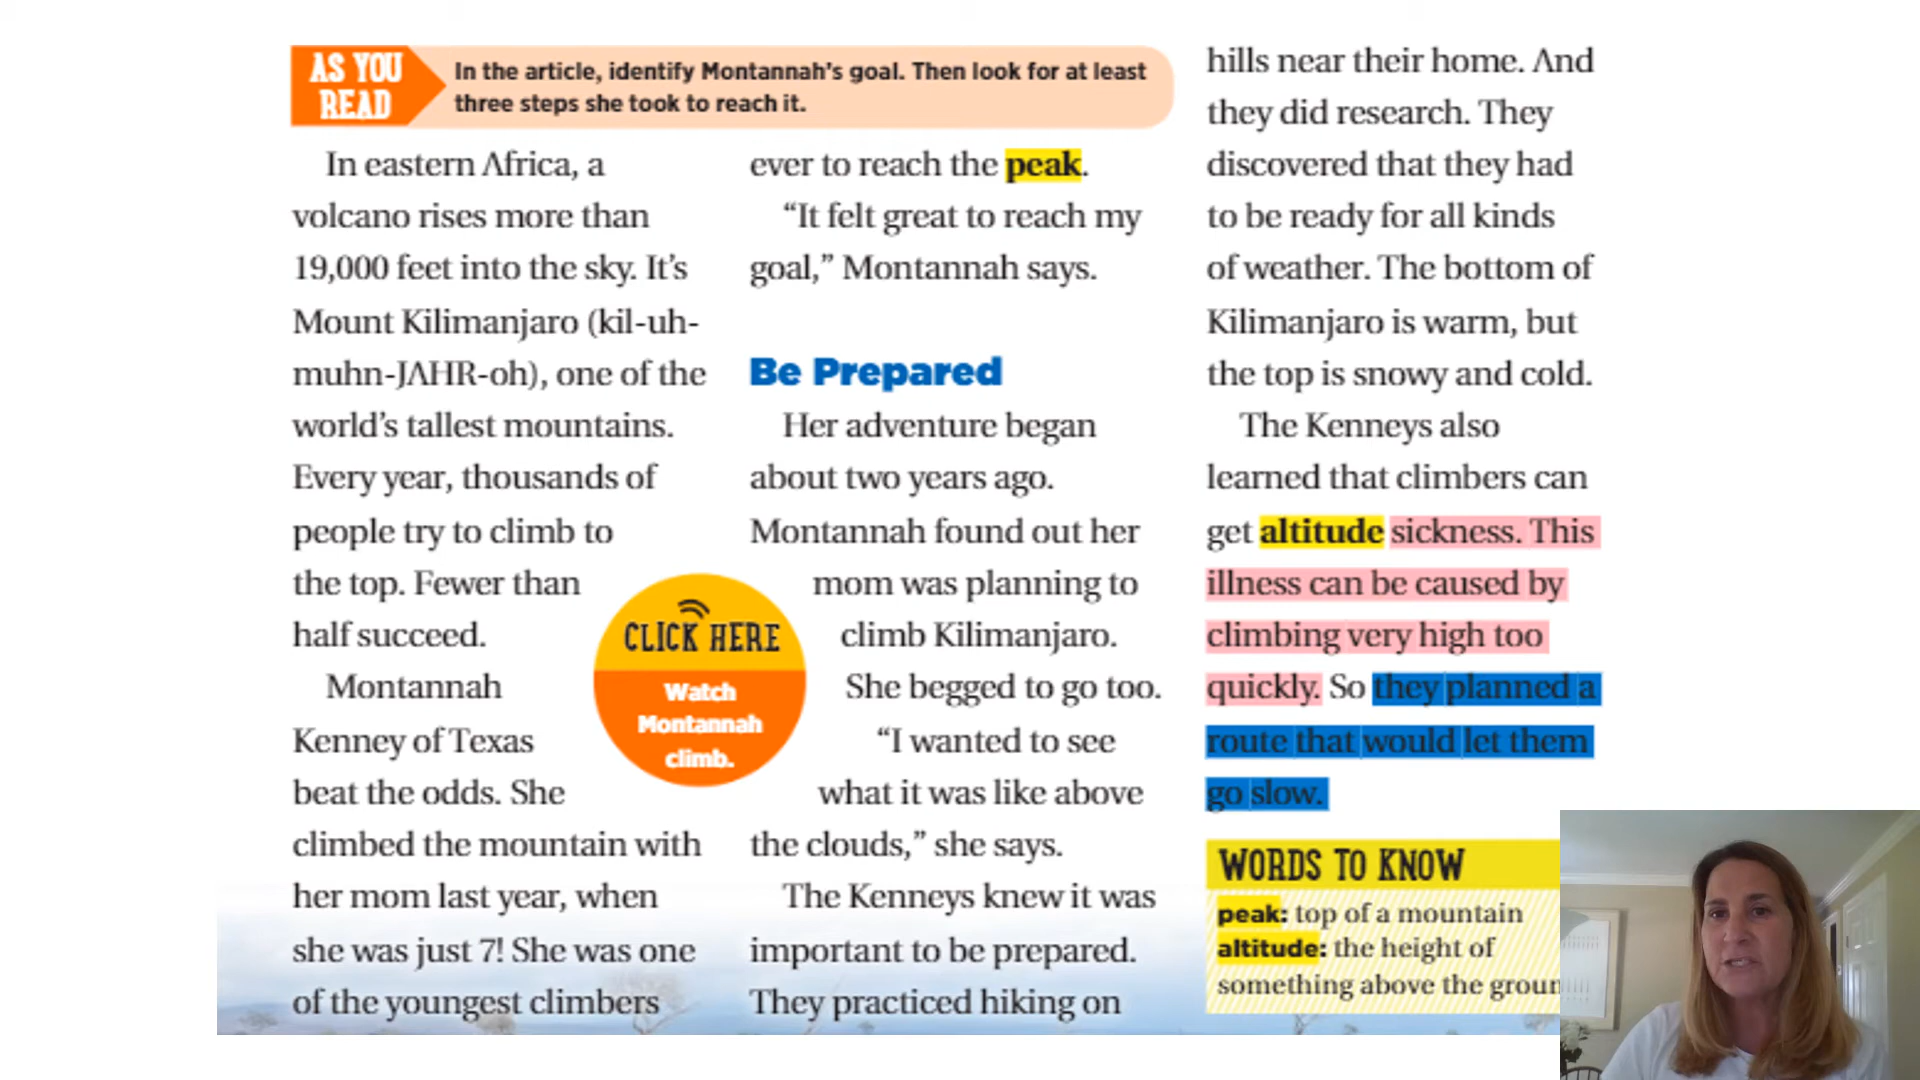 AS YOU
READ
In the article, identify Montannah's goal. Then look for at least
three steps she took to reach it.
In eastern Africa, a
volcano rises more than
19,000 feet into the sky. It's
Mount Kilimanjaro (kil-uh-
muhn-JAHR-oh), one of the
world's tallest mountains.
Every year, thousands of
people try to climb to
the top. Fewer than
half succeed.
Montannah
Kenney of Texas
beat the odds. She
climbed the mountain with
her mom last year, when
she was just 7! She was one
of the youngest climbers
CLICK HERE
Watch
Montannah
climb.
ever to reach the peak.
“It felt great to reach my
goal,” Montannah says.
Be Prepared
Her adventure began
about two years ago.
Montannah found out her
mom was planning to
climb Kilimanjaro.
She begged to go too.
“I wanted to see
what it was like above
the clouds,” she says.
The Kenneys knew it was
important to be prepared.
They practiced hiking on
hills near their home. And
they did research. They
discovered that they had
to be ready for all kinds
of weather. The bottom of
Kilimanjaro is warm, but
the top is snowy and cold.
The Kenneys also
learned that climbers can
get altitude sickness. This
illness can be caused by
climbing very high too
quickly. So they planned a
route that would let them
go slow.
WORDS TO KNOW
peak: top of a mountain
altitude: the height of
something above the groun